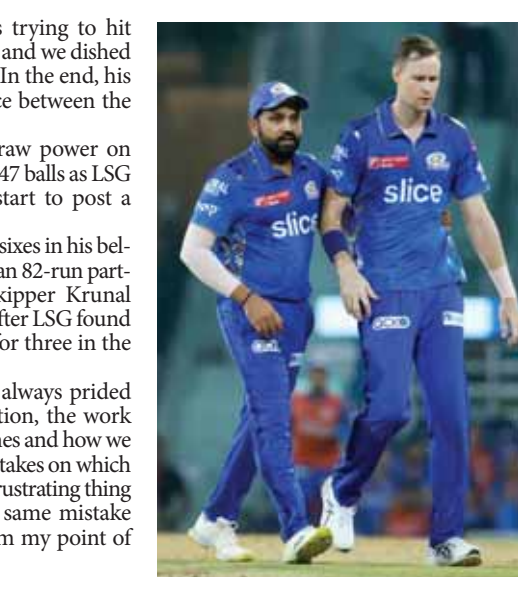 s trying to hit
and we dished
In the end, his
ce between the
raw power on
47 balls as LSG
start to post a
sixes in his bel-
an 82-run part-
kipper Krunal
fter LSG found
for three in the
always prided
tion, the work
nes and how we
takes on which
rustrating thing
same mistake
m my point of
slice
slice